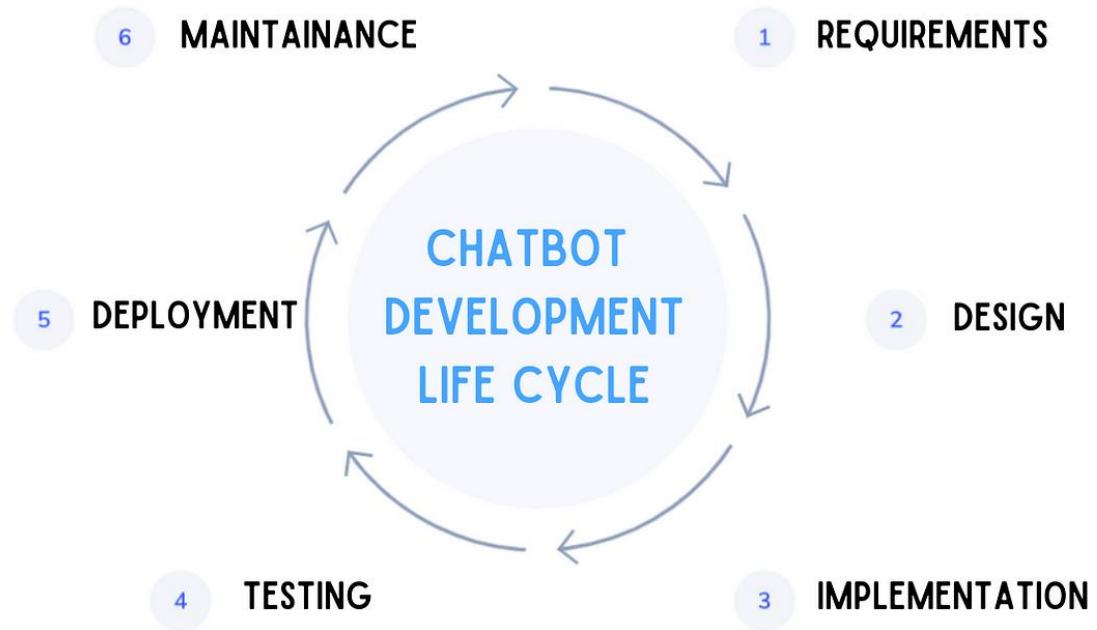 6 MAINTAINANCE
1 REQUIREMENTS
CHATBOT
DEVELOPMENT
LIFE CYCLE
5 DEPLOYMENT
2 DESIGN
4 TESTING
3 IMPLEMENTATION